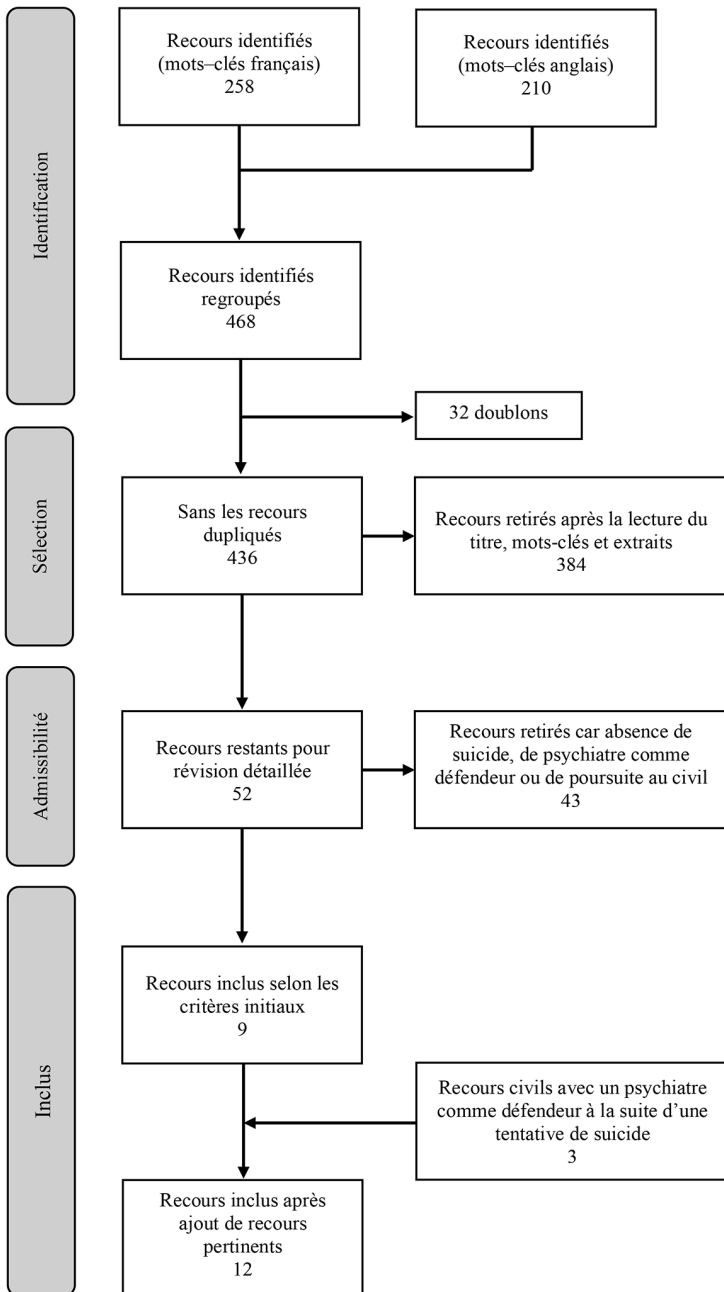 Identification
Recours identifiés
(mots–clés français)
258
Recours identifiés
(mots–clés anglais)
210
Recours identifiés
regroupés
468
32 doublons
Sélection
Sans les recours
dupliqués
436
Recours retirés après la lecture du
titre, mots-clés et extraits
384
Admissibilité
Recours restants pour
révision détaillée
52
Recours retirés car absence de
suicide, de psychiatre comme
défendeur ou de poursuite au civil
43
Inclus
Recours inclus selon les
critères initiaux
9
Recours civils avec un psychiatre
comme défendeur à la suite d’une
tentative de suicide
3
Recours inclus après
ajout de recours
pertinents
12